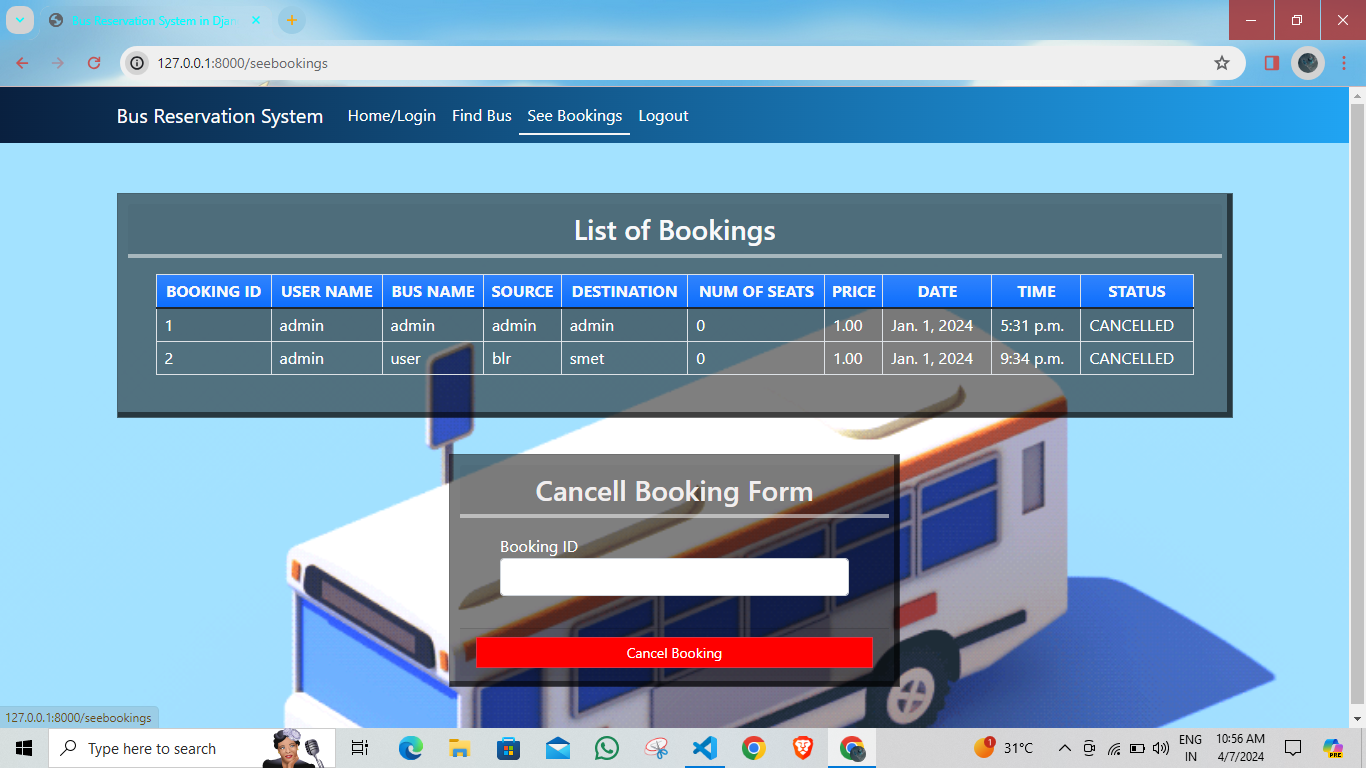 Bus Reservation System in Djan
127.0.0.1:8000/seebookings
Bus Reservation System Home/Login Find Bus See Bookings Logout
List of Bookings
BOOKING ID USER NAME BUS NAME SOURCE DESTINATION NUM OF SEATS PRICE DATE TIME STATUS
1 admin admin admin admin 0 1.00 Jan. 1, 2024 5:31 p.m. CANCELLED
2 admin user blr smet 0 1.00 Jan. 1, 2024 9:34 p.m. CANCELLED
Cancell Booking Form
Booking ID
Cancel Booking
127.0.0.1:8000/seebookings
Type here to search
1
31°C
ENG
IN
10:56 AM
4/7/2024
PRE